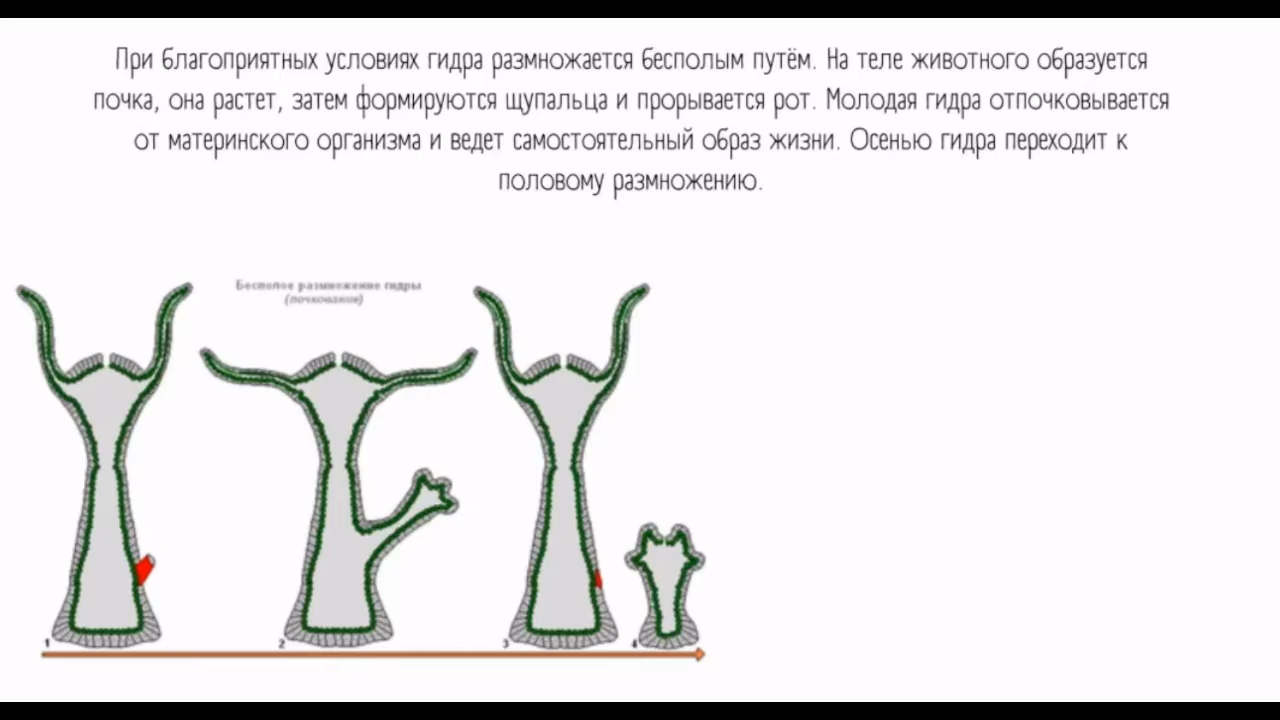 При благоприятных условиях гидра размножается бесполым путём. На теле животного образуется
почка, она растет, затем формируются щупальца и прорывается рот. Молодая гидра отпочковывается
от материнского организма и ведет самостоятельный образ жизни. Осенью гидра переходит к
половому размножению.
Бесполое размножение гидры
(почкование)
1 2 3 4